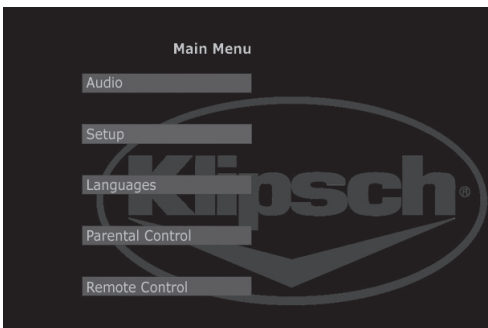 Main Menu
Audio
Setup
Languages
Parental Control
Remote Control
Klipsch®